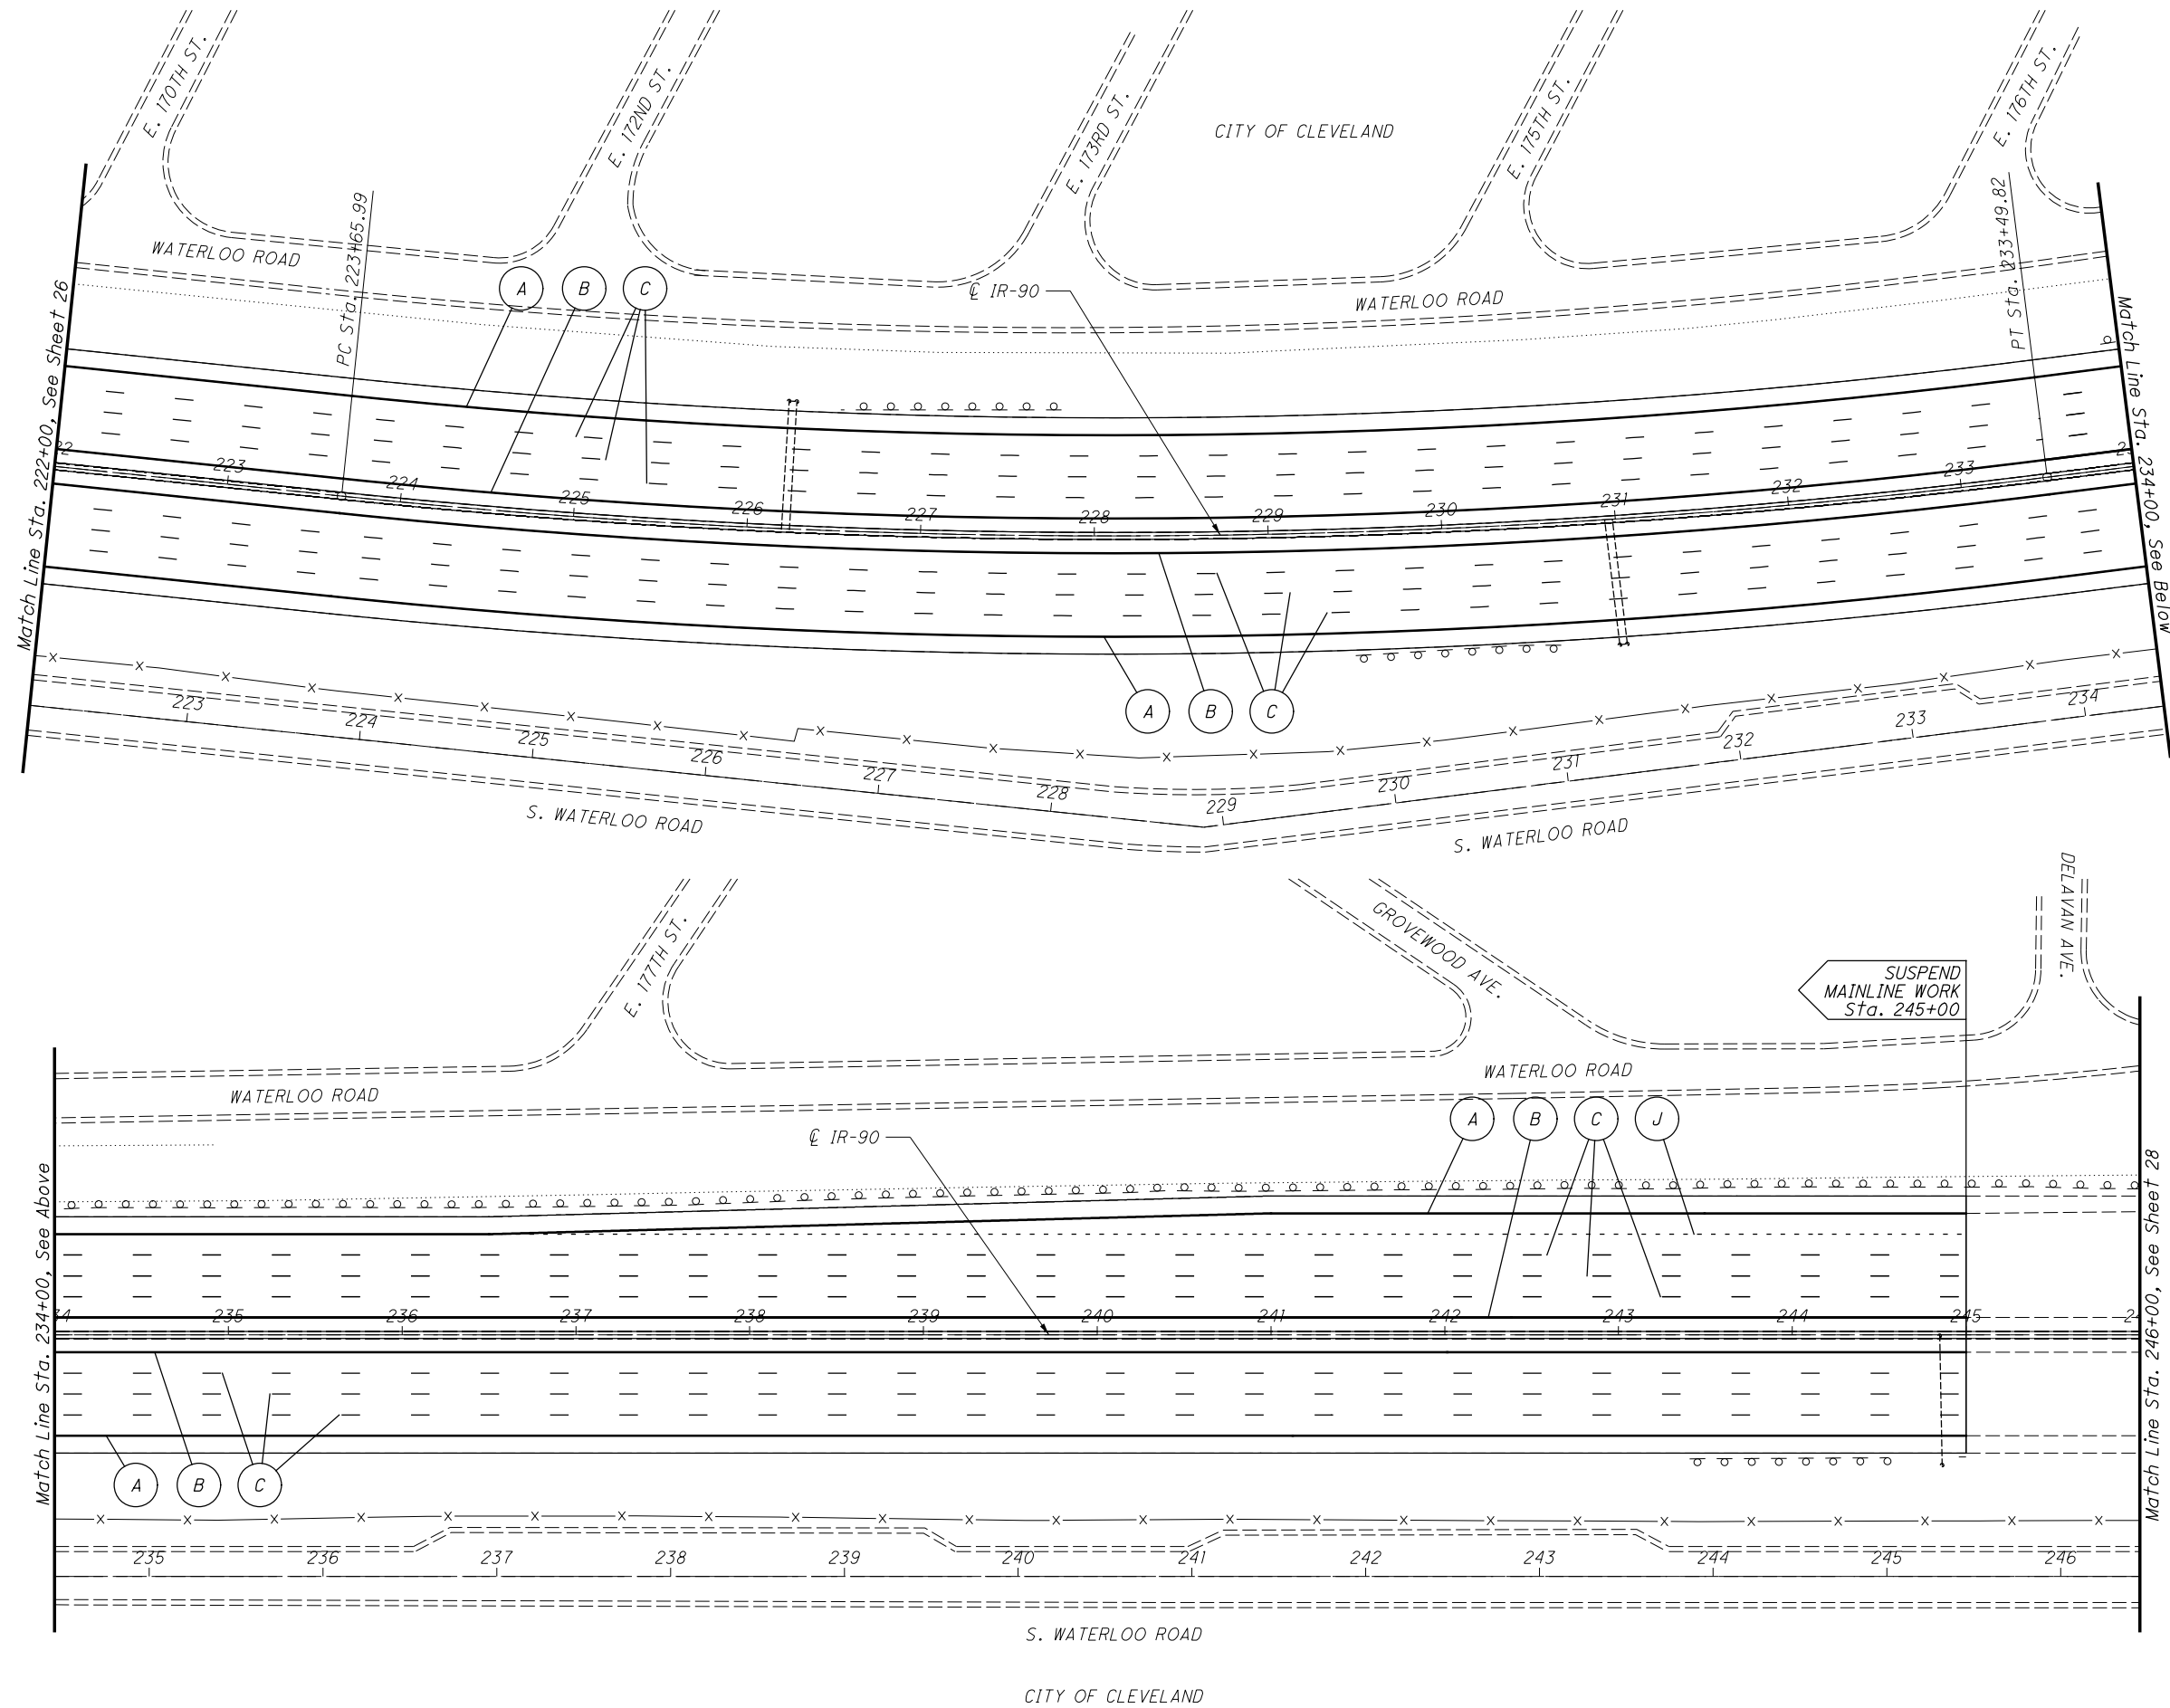 E. 170TH ST.
E. 172ND ST.
E. 173RD ST.
CITY OF CLEVELAND
E. 175TH ST.
E. 176TH ST.
WATERLOO ROAD
PC Sta. 223+65.99
A
B
C
℄ IR-90
WATERLOO ROAD
PT Sta. 233+49.82
Match Line Sta. 222+00, See Sheet 26
Match Line Sta. 234+00, See Below
22
223
224
225
226
227
228
229
230
231
232
233
A
B
C
223
224
225
226
227
228
229
230
231
232
233
234
S. WATERLOO ROAD
S. WATERLOO ROAD
E. 177TH ST.
GROVEWOOD AVE.
DELAVAN AVE.
SUSPEND
MAINLINE WORK
Sta. 245+00
WATERLOO ROAD
WATERLOO ROAD
℄ IR-90
A
B
C
J
Match Line Sta. 234+00, See Above
Match Line Sta. 246+00, See Sheet 28
34
235
236
237
238
239
240
241
242
243
244
245
A
B
C
235
236
237
238
239
240
241
242
243
244
245
246
S. WATERLOO ROAD
CITY OF CLEVELAND